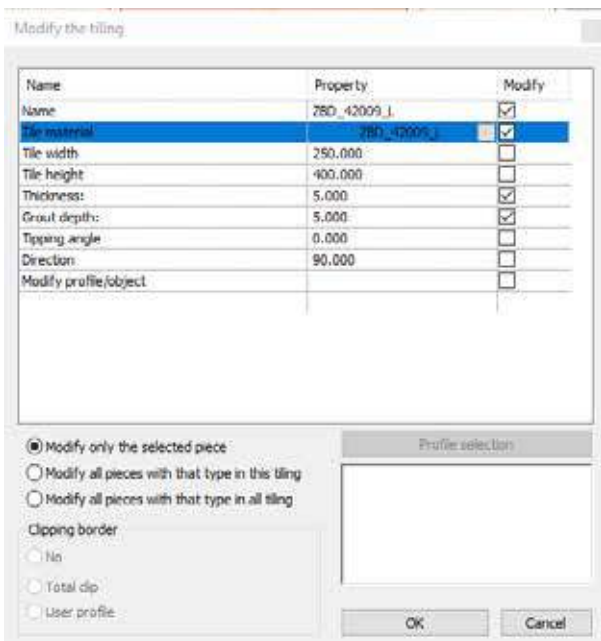 Modify the tiling
Name Property Modify
Name ZBD_42009_L
Tile material ZBD_42009_L
Tile width 250.000
Tile height 400.000
Thickness: 5.000
Grout depth: 5.000
Tipping angle 0.000
Direction 90.000
Modify profile/object
Modify only the selected piece
Profile selection
Modify all pieces with that type in this tiling
Modify all pieces with that type in all tiling
Clipping border
No
Total clip
User profile
OK Cancel